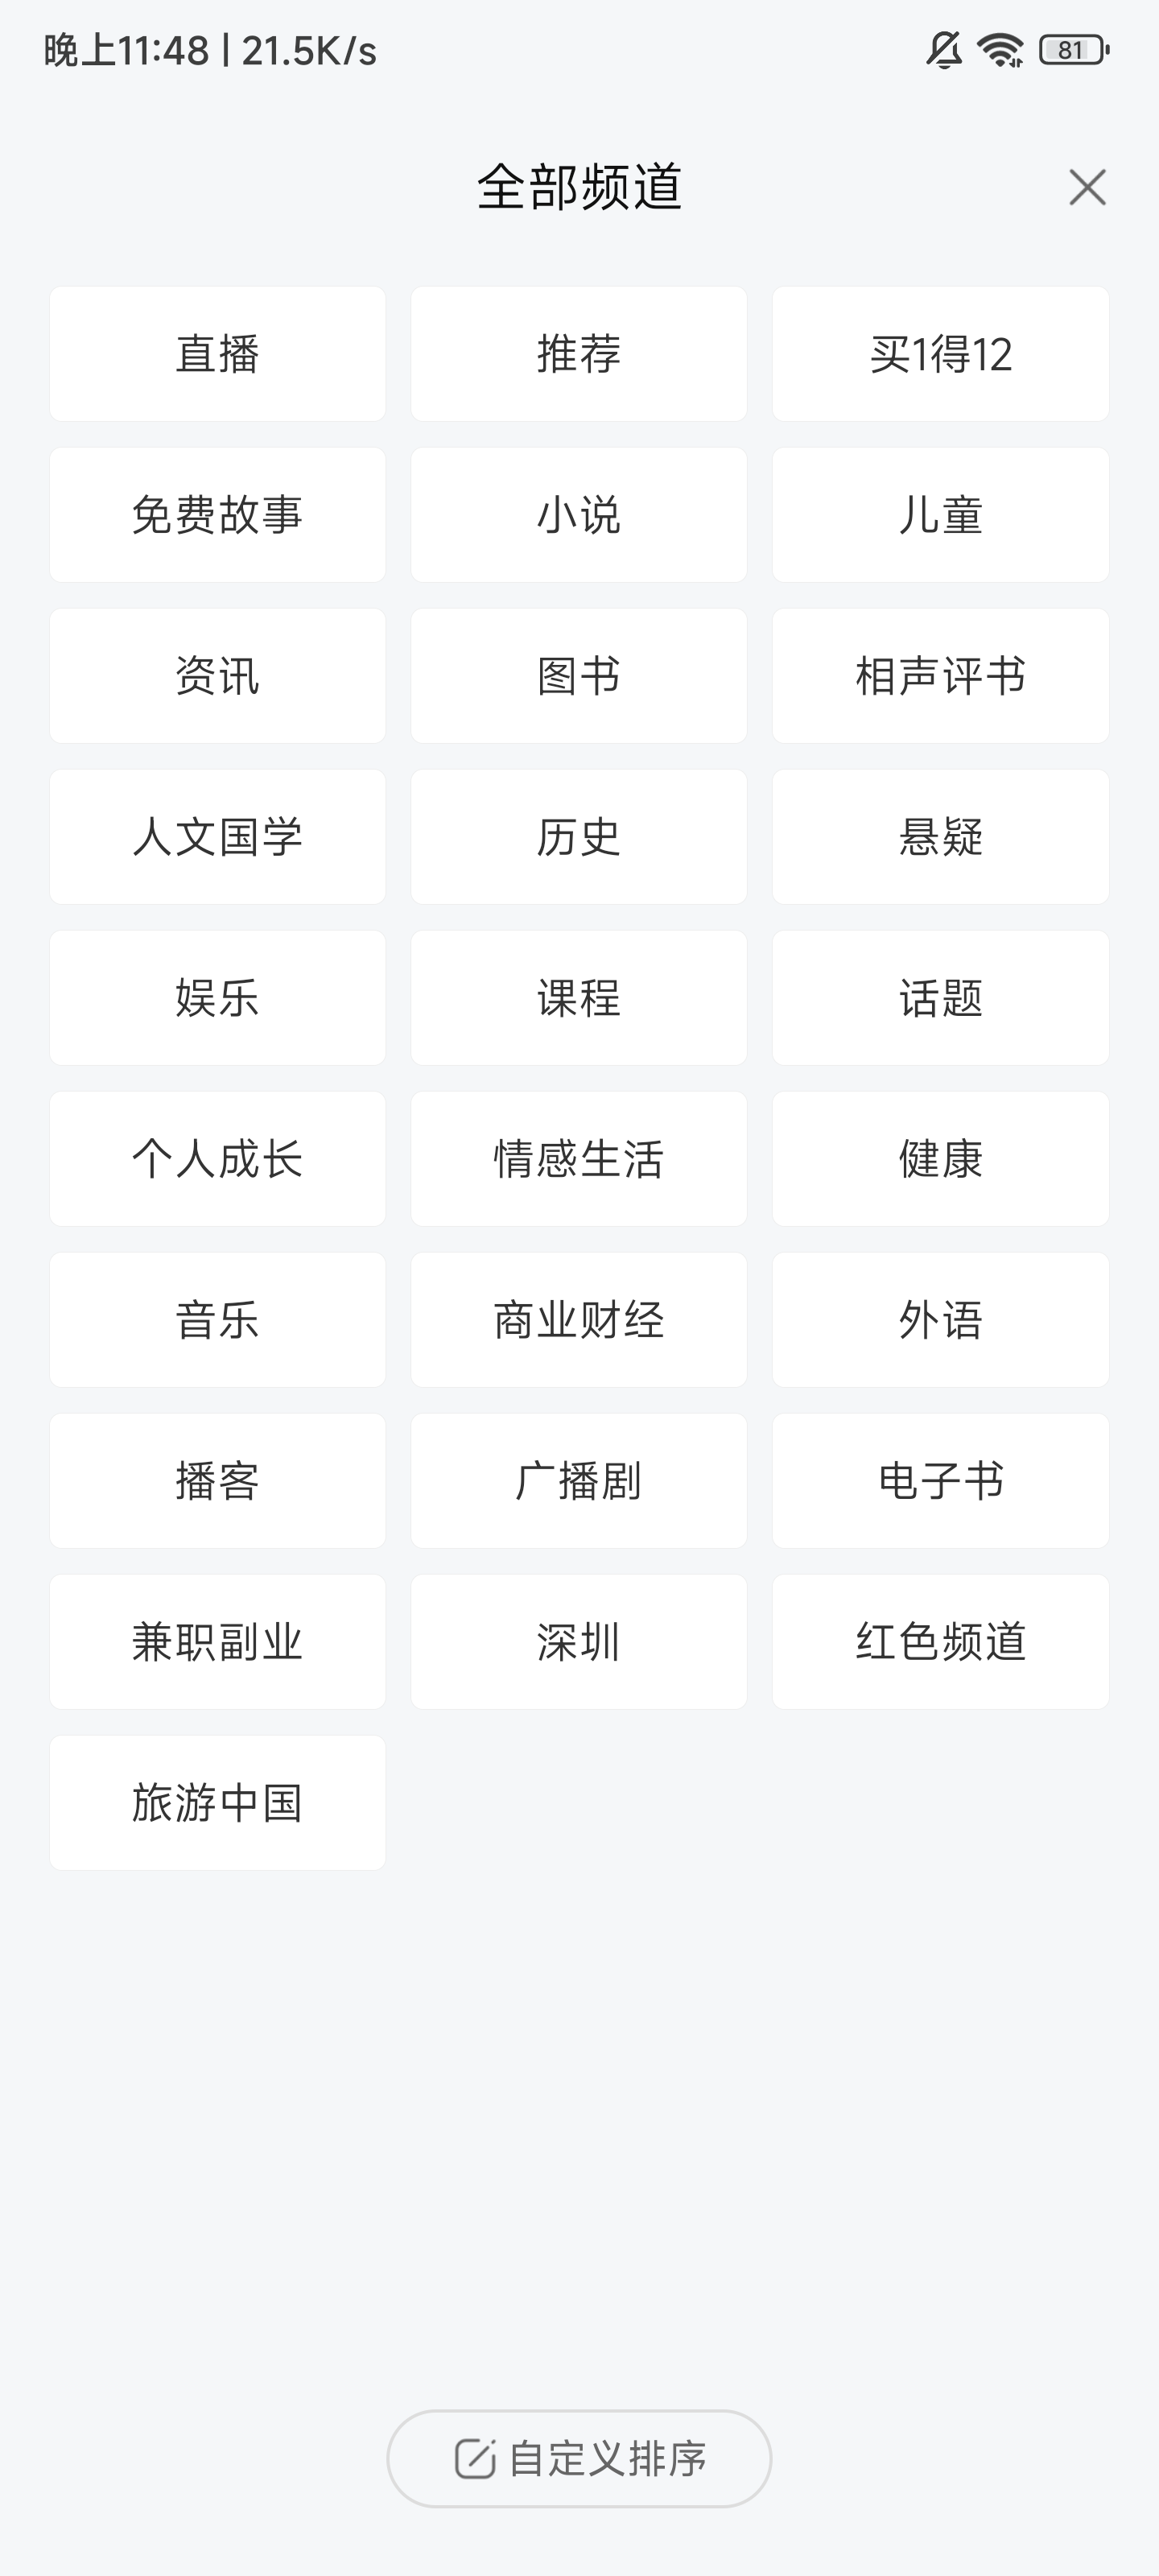 晚上11:48 | 21.5K/s
81
全部频道
直播 推荐 买1得12
免费故事 小说 儿童
资讯 图书 相声评书
人文国学 历史 悬疑
娱乐 课程 话题
个人成长 情感生活 健康
音乐 商业财经 外语
播客 广播剧 电子书
兼职副业 深圳 红色频道
旅游中国
自定义排序